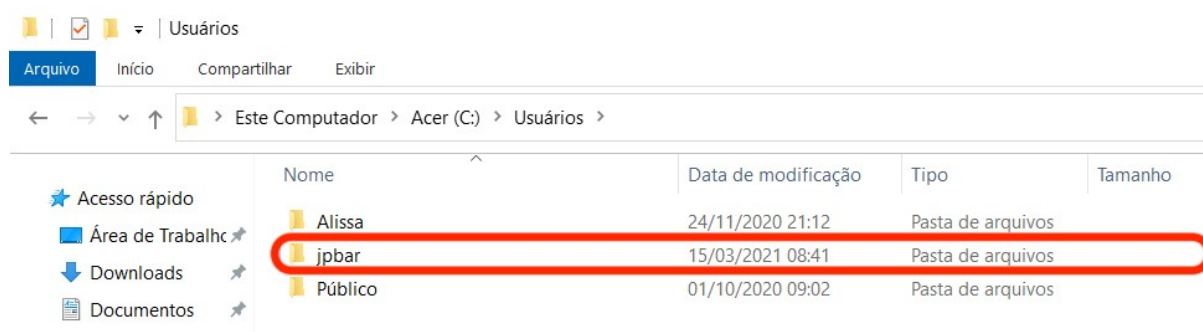 Usuários
Arquivo Início Compartilhar Exibir
Este Computador > Acer (C:) > Usuários >
Nome Data de modificação Tipo Tamanho
Acesso rápido
Alissa 24/11/2020 21:12 Pasta de arquivos
Área de Trabalhc
jpbar 15/03/2021 08:41 Pasta de arquivos
Downloads
Público 01/10/2020 09:02 Pasta de arquivos
Documentos